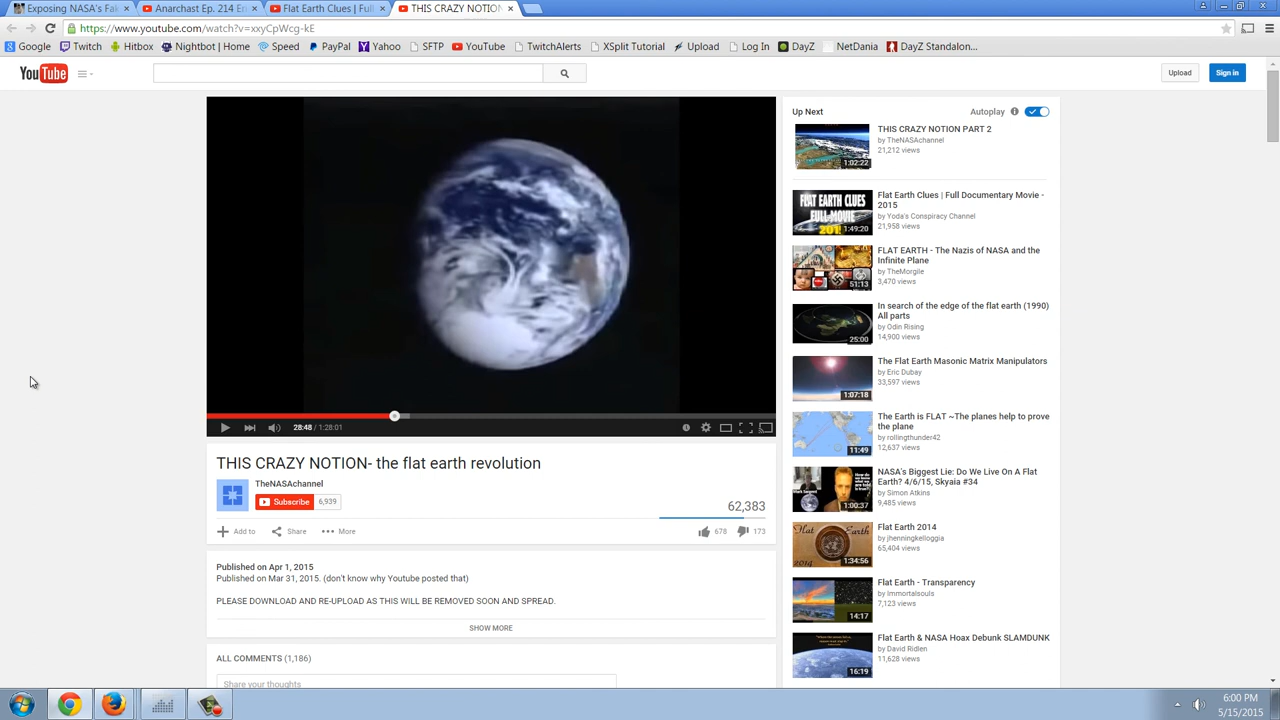 Exposing NASA's Fak
Anarchast Ep. 214 Eri
Flat Earth Clues | Full
THIS CRAZY NOTION
https://www.youtube.com/watch?v=xxyCpWcg-kE
Google Twitch Hitbox Nightbot | Home Speed PayPal Yahoo SFTP YouTube TwitchAlerts XSplit Tutorial Upload Log In DayZ NetDania DayZ Standalon...
YouTube
Upload
Sign in
Up Next
Autoplay
THIS CRAZY NOTION PART 2
by TheNASAchannel
21,212 views
1:02:22
Flat Earth Clues | Full Documentary Movie -
2015
by Yoda's Conspiracy Channel
21,958 views
FLAT EARTH CLUES
FULL MOVIE
1:49:20
FLAT EARTH - The Nazis of NASA and the
Infinite Plane
by TheMorgile
3,470 views
51:13
In search of the edge of the flat earth (1990)
All parts
by Odin Rising
14,900 views
25:00
The Flat Earth Masonic Matrix Manipulators
by Eric Dubay
33,597 views
1:07:18
The Earth is FLAT ~The planes help to prove
the plane
by rollingthunder42
12,637 views
11:49
NASA's Biggest Lie: Do We Live On A Flat
Earth? 4/6/15, Skyaia #34
by Simon Atkins
9,485 views
1:00:37
Flat Earth 2014
by jhenningkelloggia
65,404 views
Flat Earth
2014
1:34:56
Flat Earth - Transparency
by Immortalsouls
7,123 views
14:17
Flat Earth & NASA Hoax Debunk SLAMDUNK
by David Ridlen
11,628 views
16:19
28:48 / 1:28:01
THIS CRAZY NOTION- the flat earth revolution
TheNASAchannel
Subscribe 6,939
62,383
Add to Share More
678 173
Published on Apr 1, 2015
Published on Mar 31, 2015. (don't know why Youtube posted that)
PLEASE DOWNLOAD AND RE-UPLOAD AS THIS WILL BE REMOVED SOON AND SPREAD.
SHOW MORE
ALL COMMENTS (1,186)
Share your thoughts
6:00 PM
5/15/2015